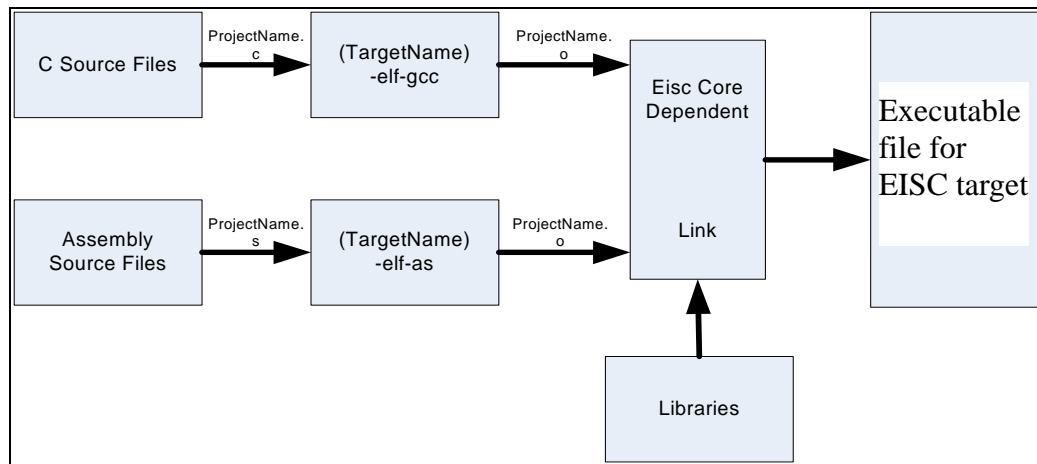 ProjectName.
c
ProjectName.
o
C Source Files
(TargetName)
-elf-gcc
Eisc Core
Dependent
Link
Executable
file for
EISC target
ProjectName.
s
ProjectName.
o
Assembly
Source Files
(TargetName)
-elf-as
Libraries